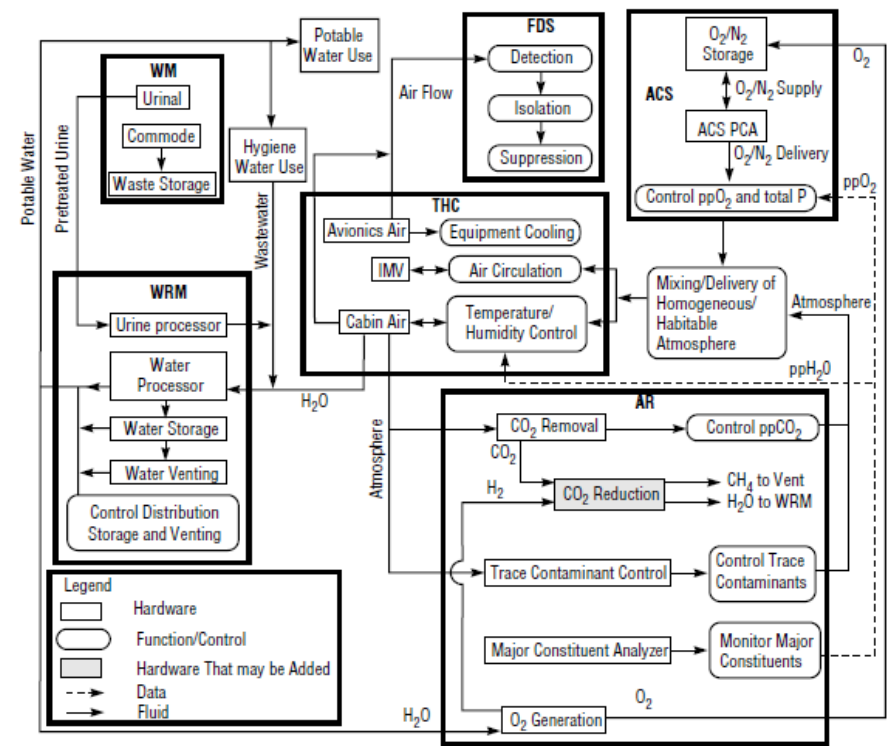 Potable
Water Use
WM
Urinal
Commode
Waste Storage
Hygiene
Water Use
Potable Water
Pretreated Urine
Wastewater
Air Flow
FDS
Detection
Isolation
Suppression
ACS
O2/N2
Storage
O2
O2/N2 Supply
ACS PCA
O2/N2 Delivery
Control ppO2 and total P
ppO2
THC
Avionics Air
Equipment Cooling
IMV
Air Circulation
Cabin Air
Temperature/
Humidity Control
Mixing/Delivery of
Homogeneous/
Habitable
Atmosphere
Atmosphere
ppH2O
WRM
Urine processor
Water
Processor
Water Storage
Water Venting
Control Distribution
Storage and Venting
H2O
Atmosphere
AR
CO2 Removal
Control ppCO2
CO2
H2
CO2 Reduction
CH4 to Vent
H2O to WRM
Trace Contaminant Control
Control Trace
Contaminants
Major Constituent Analyzer
Monitor Major
Constituents
O2 Generation
O2
H2O
Legend
Hardware
Function/Control
Hardware That may be Added
Data
Fluid